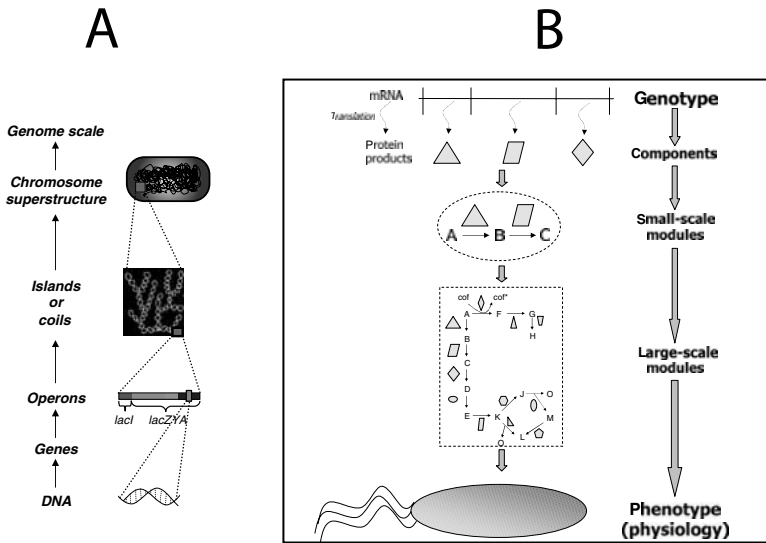 A
Genome scale
Chromosome
superstructure
Islands
or
coils
Operons
lacI
lacZYA
Genes
DNA
B
mRNA
Translation
Protein
products
A
B
C
cof
cof*
A
F
G
B
H
C
D
E
K
J
O
M
L
O
Genotype
Components
Small-scale
modules
Large-scale
modules
Phenotype
(physiology)